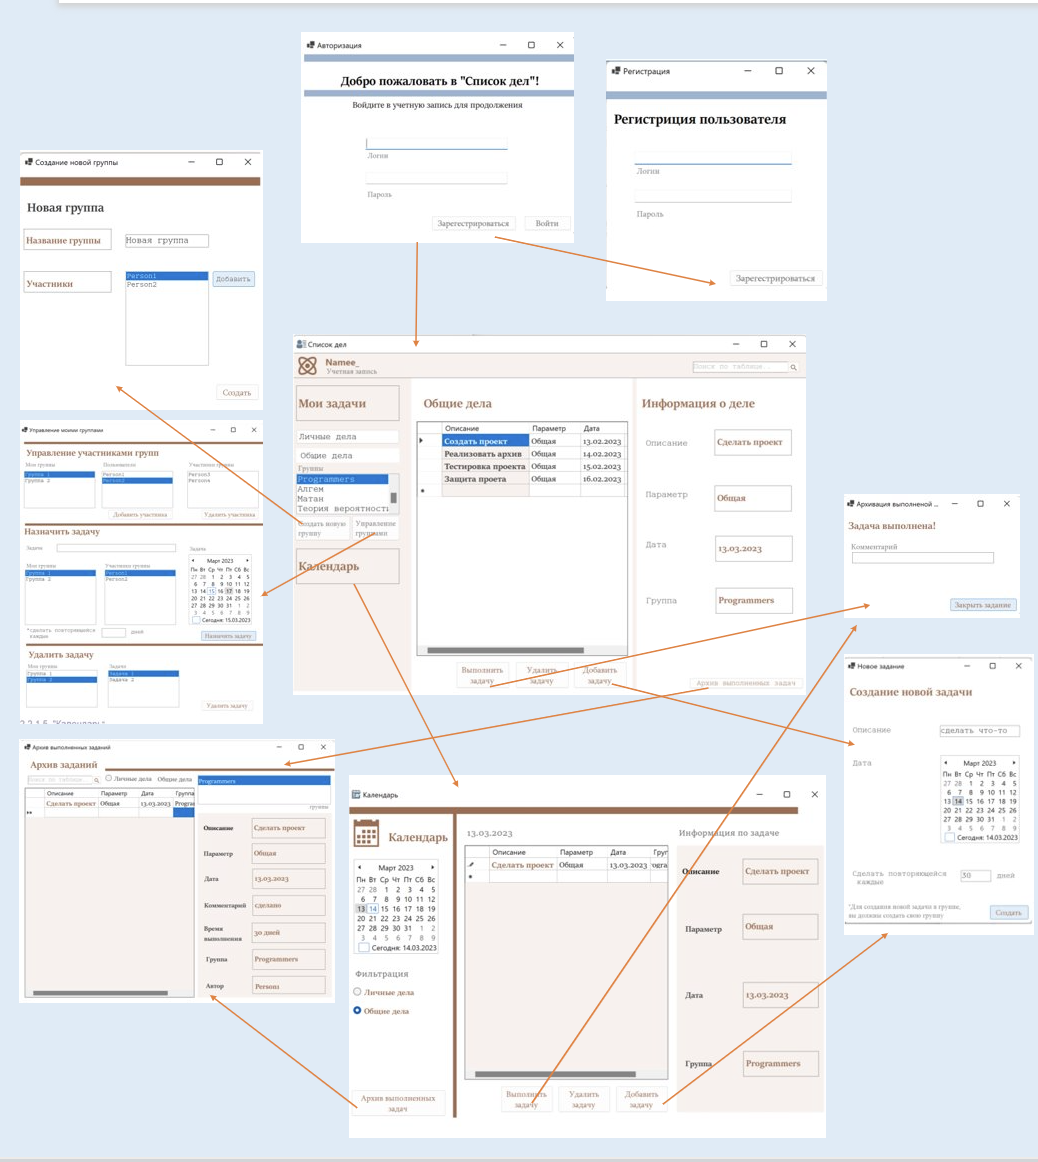 Авторизация
Добро пожаловать в "Список дел"!
Войдите в учетную запись для продолжения
Логин
Пароль
Зарегестрироваться Войти
Регистрация
Регистриция пользователя
Логин
Пароль
Зарегестрироваться
Создание новой группы
Новая группа
Название группы Новая группа
Участники
Person1
Person2
Добавить
Создать
Список дел
Namee_
Учетная запись
Поиск по таблице...
Мои задачи
Личные дела
Общие дела
Группы
Programmers
Алгем
Матан
Теория вероятност
Создать новую группу
Управление группами
Календарь
Общие дела
Описание Параметр Дата
Создать проект Общая 13.02.2023
Реализовать архив Общая 14.02.2023
Тестировка проекта Общая 15.02.2023
Защита проета Общая 16.02.2023
Выполнить задачу
Удалить задачу
Добавить задачу
Информация о деле
Описание Сделать проект
Параметр Общая
Дата 13.03.2023
Группа Programmers
Архив выполненных задач
Управление моими группами
Управление участниками групп
Мои группы Пользователи Участники группы
Группа 1
Группа 2
Person1
Person2
Person3
Добавить участника Удалить участника
Назначить задачу
Задача
Задача
Мои группы Участники группы
Группа 1
Группа 2
Person1
Person2
Март 2023
Пн Вт Ср Чт Пт Сб Вс
27 28 1 2 3 4 5
6 7 8 9 10 11 12
13 14 15 16 17 18 19
20 21 22 23 24 25 26
27 28 29 30 31 1 2
3 4 5 6 7 8 9
Сегодня: 15.03.2023
*сделать повторяющейся каждые дней
Назначить задачу
Удалить задачу
Мои группы Задачи
Группа 1
Группа 2
Задача 1
Задача 2
Удалить задачу
2.2.1.5. "Календарь"
Архивация выполненой ...
Задача выполнена!
Комментарий
Закрыть задание
Новое задание
Создание новой задачи
Описание сделать что-то
Дата
Март 2023
Пн Вт Ср Чт Пт Сб Вс
27 28 1 2 3 4 5
6 7 8 9 10 11 12
13 14 15 16 17 18 19
20 21 22 23 24 25 26
27 28 29 30 31 1 2
3 4 5 6 7 8 9
Сегодня: 14.03.2023
Сделать повторяющейся каждые 30 дней
*Для создания новой задачи в группе,
вы должны создать свою группу
Создать
Архив выполненных заданий
Архив заданий
Поиск по таблице...
Личные дела Общие дела
Programmers
группы
Описание Параметр Дата Группа
Сделать проект Общая 13.03.2023 Progra
Описание Сделать проект
Параметр Общая
Дата 13.03.2023
Комментарий сделано
Время выполнения 30 дней
Группа Programmers
Автор Person1
Календарь
Календарь
Март 2023
Пн Вт Ср Чт Пт Сб Вс
27 28 1 2 3 4 5
6 7 8 9 10 11 12
13 14 15 16 17 18 19
20 21 22 23 24 25 26
27 28 29 30 31 1 2
3 4 5 6 7 8 9
Сегодня: 14.03.2023
Фильтрация
Личные дела
Общие дела
Архив выполненных
задач
13.03.2023
Описание Параметр Дата Груп
Сделать проект Общая 13.03.2023 rogra
Выполнить задачу
Удалить задачу
Добавить задачу
Информация по задаче
Описание Сделать проект
Параметр Общая
Дата 13.03.2023
Группа Programmers